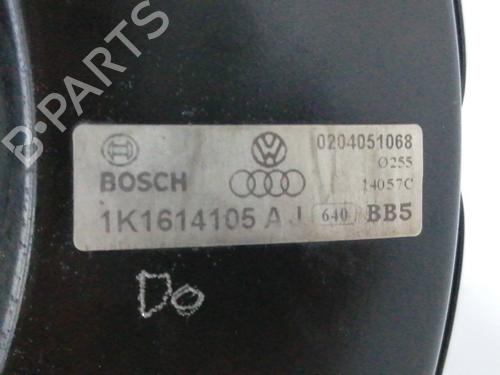 B-PARTS
BOSCH
0204051068
Ø255
14057C
1K1614105 A J 640 BB5
Do